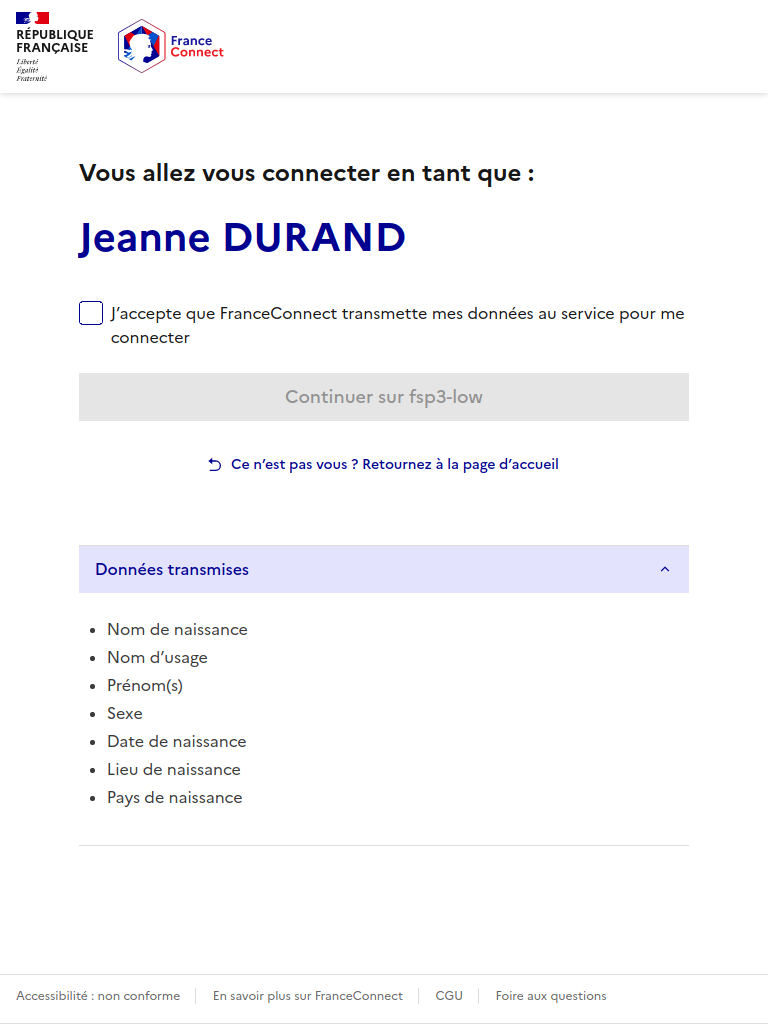 RÉPUBLIQUE
FRANÇAISE
Liberté
Égalité
Fraternité
France
Connect
Vous allez vous connecter en tant que :
Jeanne DURAND
J’accepte que FranceConnect transmette mes données au service pour me
connecter
Continuer sur fsp3-low
Ce n’est pas vous ? Retournez à la page d’accueil
Données transmises
Nom de naissance
Nom d’usage
Prénom(s)
Sexe
Date de naissance
Lieu de naissance
Pays de naissance
Accessibilité : non conforme
En savoir plus sur FranceConnect
CGU
Foire aux questions